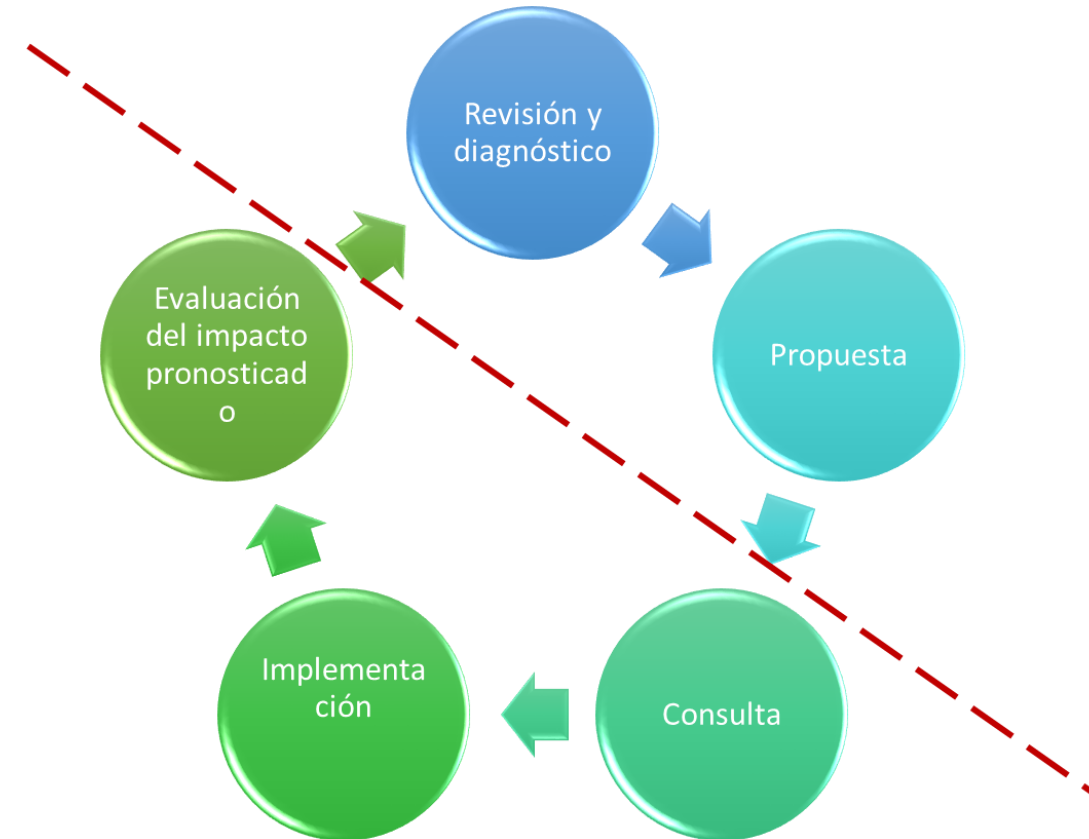 Revisión y
diagnóstico
Propuesta
Consulta
Implementa
ción
Evaluación
del impacto
pronosticad
o